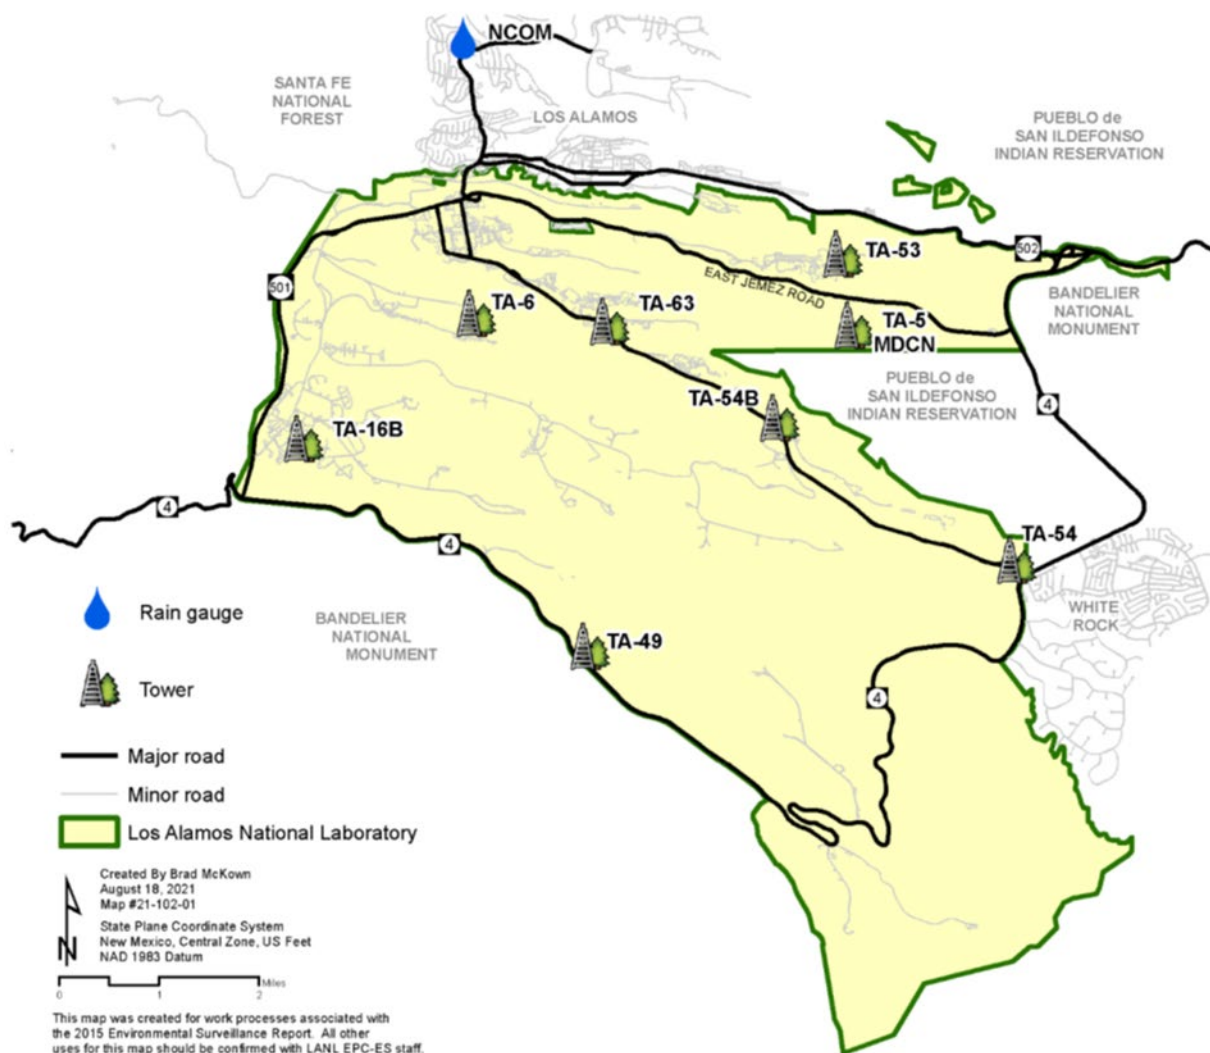 NCOM
SANTA FE
NATIONAL
FOREST
LOS ALAMOS
PUEBLO de
SAN ILDEFONSO
INDIAN RESERVATION
502
TA-53
EAST JEMEZ ROAD
501
TA-6
TA-63
TA-5
MDCN
BANDELIER
NATIONAL
MONUMENT
PUEBLO de
SAN ILDEFONSO
INDIAN RESERVATION
TA-54B
4
TA-16B
4
4
TA-54
WHITE
ROCK
BANDELIER
NATIONAL
MONUMENT
TA-49
4
Rain gauge
Tower
Major road
Minor road
Los Alamos National Laboratory
Created By Brad McKown
August 18, 2021
Map #21-102-01
State Plane Coordinate System
New Mexico, Central Zone, US Feet
NAD 1983 Datum
N
Miles
0 1 2
This map was created for work processes associated with
the 2015 Environmental Surveillance Report. All other
uses for this map should be confirmed with LANL EPC-ES staff.